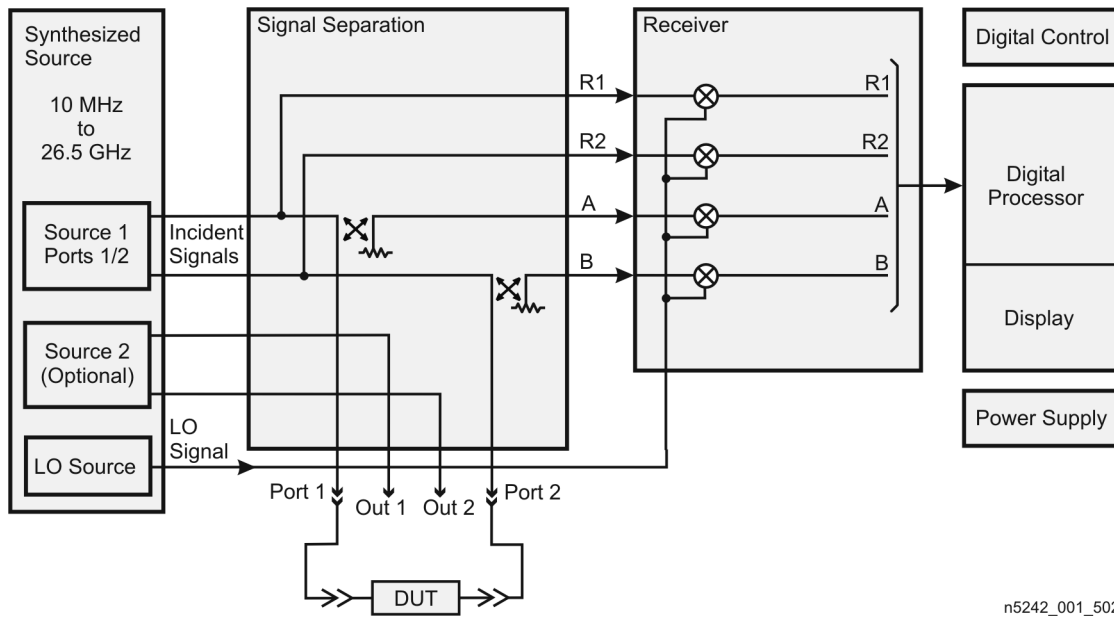 Synthesized
Source
10 MHz
to
26.5 GHz
Source 1
Ports 1/2
Source 2
(Optional)
LO Source
Incident
Signals
LO
Signal
Signal Separation
R1
R2
A
B
Port 1
Out 1
Out 2
Port 2
DUT
Receiver
R1
R2
A
B
Digital Control
Digital
Processor
Display
Power Supply
n5242_001_502